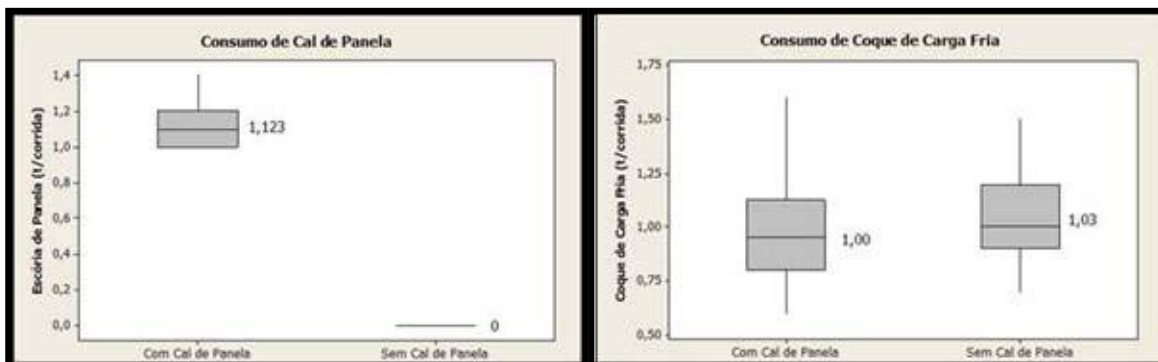 Consumo de Cal de Panela
Escória de Panela (t/corrida)
1,4
1,2
1,0
0,8
0,6
0,4
0,2
0,0
1,123
0
Com Cal de Panela
Sem Cal de Panela
Consumo de Coque de Carga Fria
Coque de Carga Fria (t/corrida)
1,75
1,50
1,25
1,00
0,75
0,50
1,00
1,03
Com Cal de Panela
Sem Cal de Panela